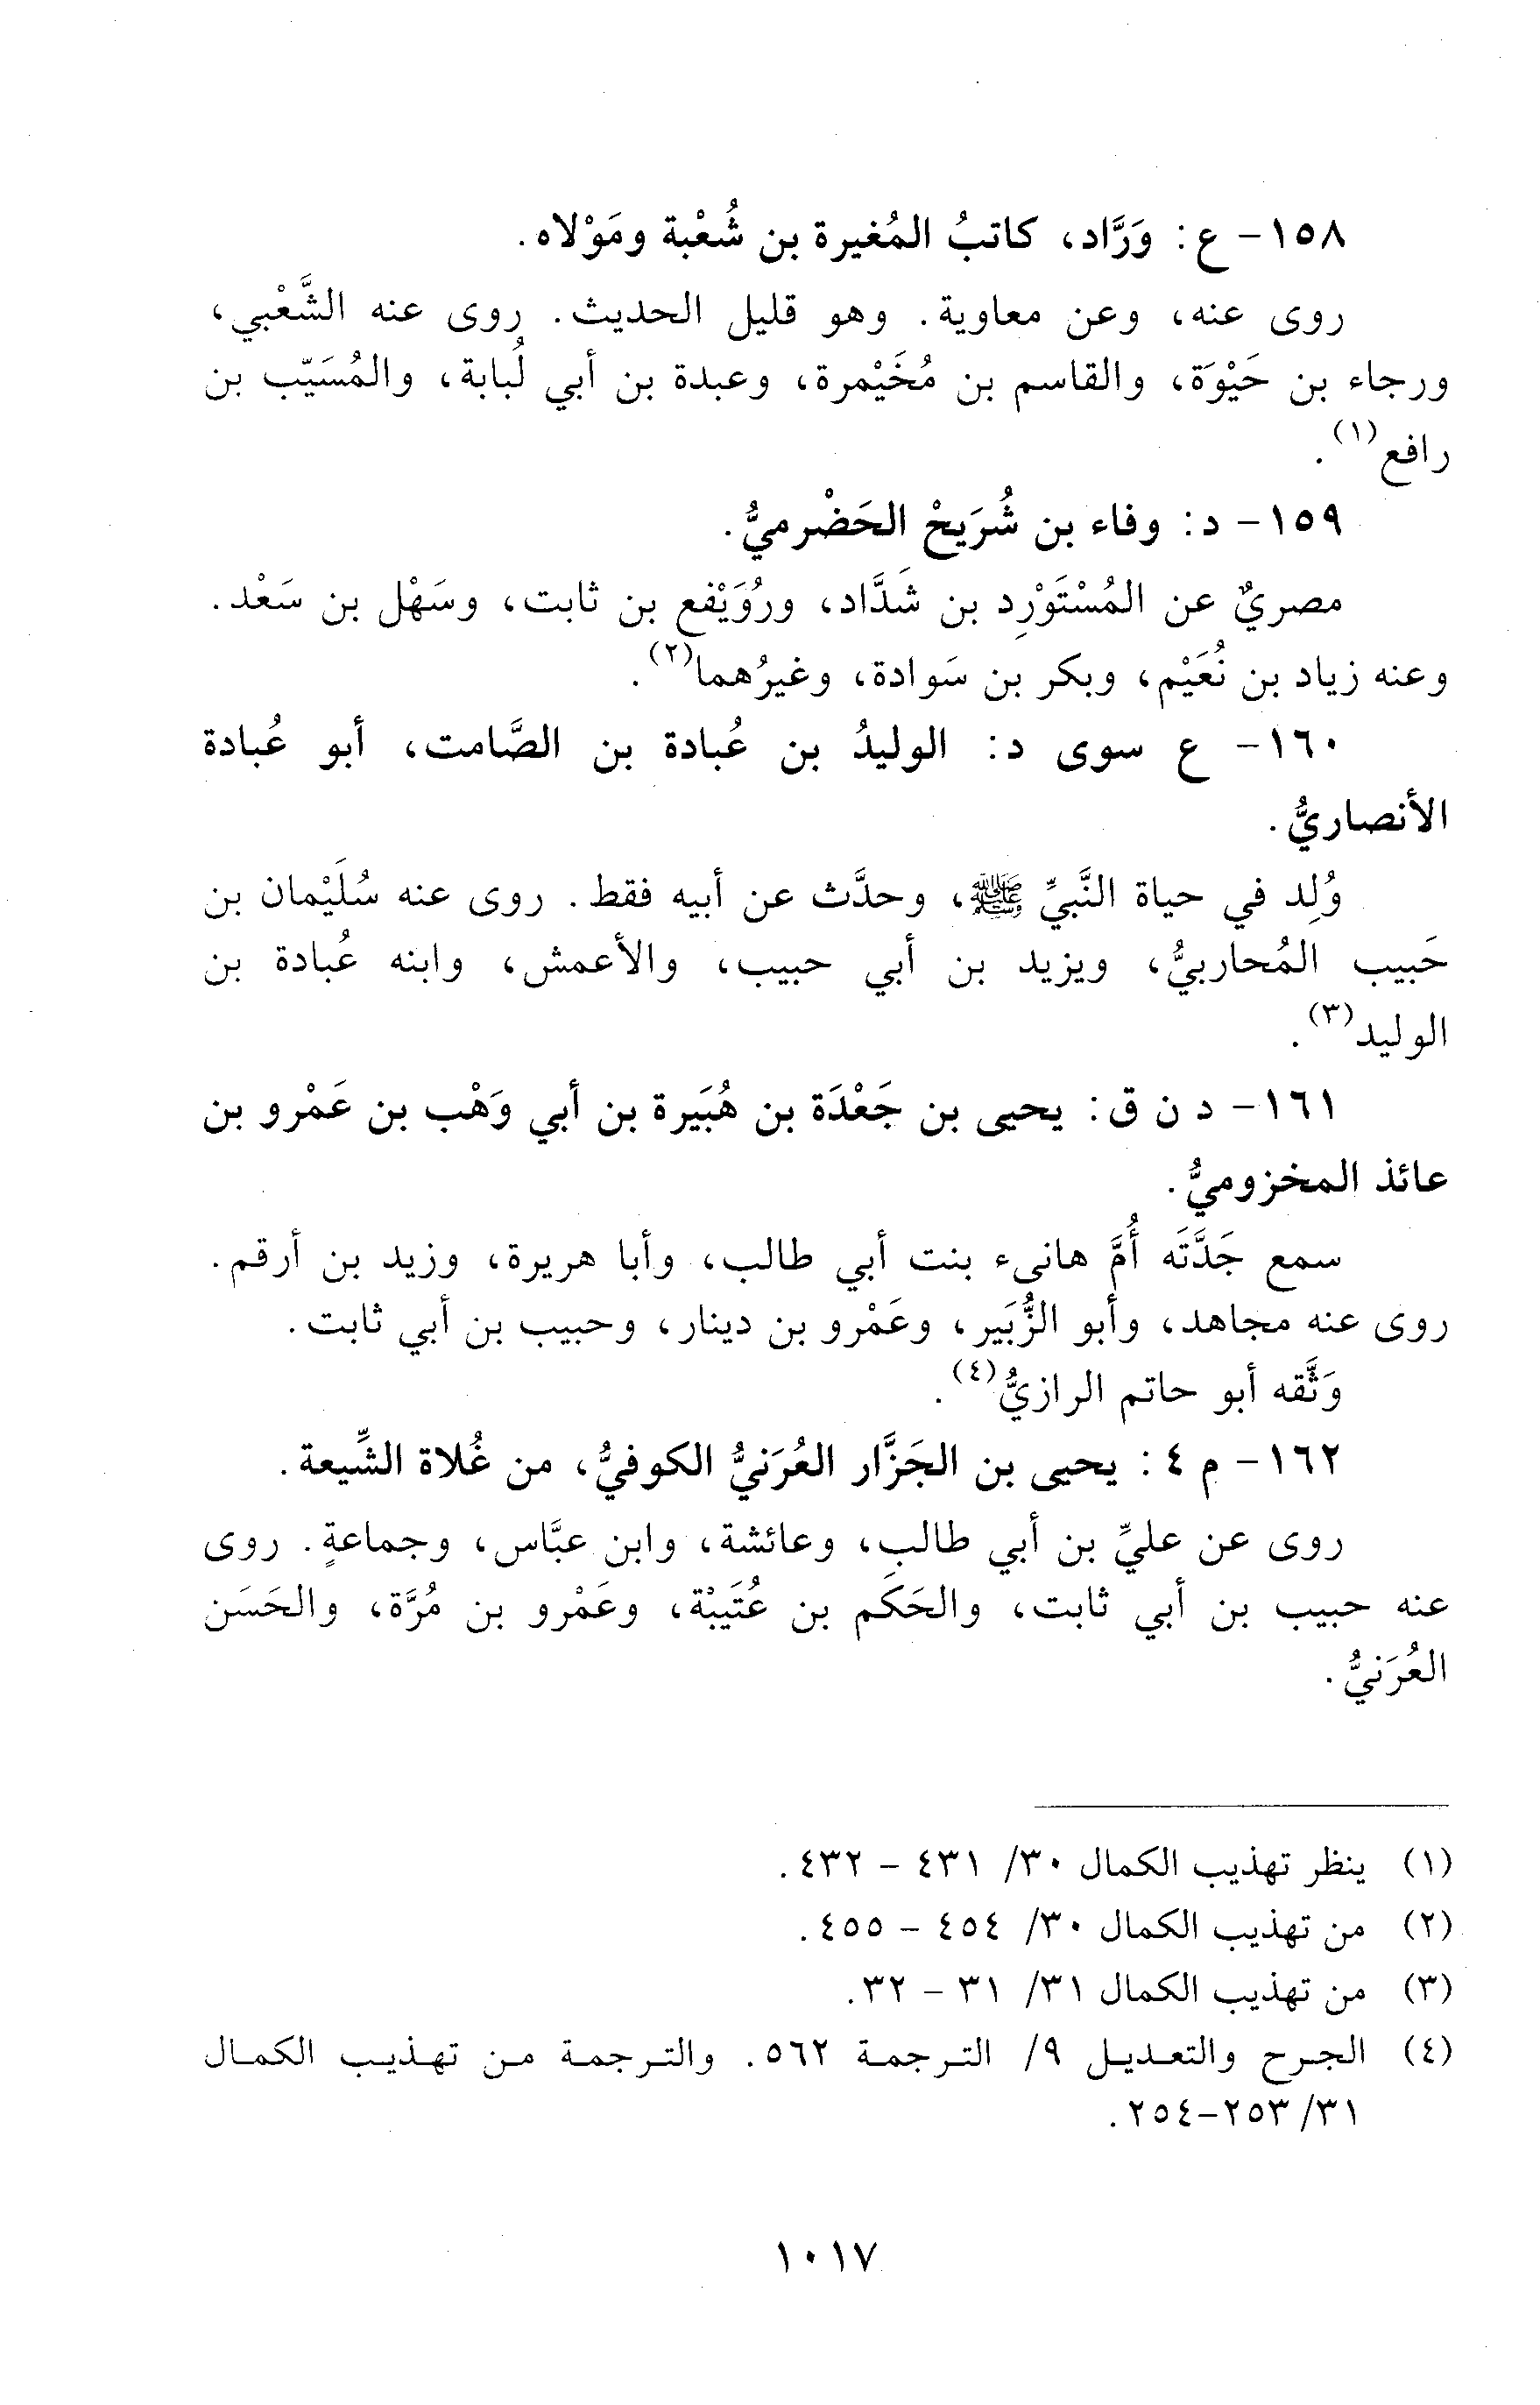 ١٥٨- ع: وَرَّاد، كاتبُ المُغيرة بن شُعْبة ومَوْلاه.
روى عنه، وعن معاوية. وهو قليل الحديث. روى عنه الشَّعْبي،
ورجاء بن حَيْوَة، والقاسم بن مُخَيْمرة، وعبدة بن أبي لُبابة، والمُسَيّب بن
رافع(١).
١٥٩- د: وفاء بن شُرَيحْ الحَضْرميُّ.
مصريٌ عن المُسْتَوْرِد بن شَدَّاد، ورُوَيْفع بن ثابت، وسَهْل بن سَعْد.
وعنه زياد بن نُعَيْم، وبكر بن سَوادة، وغيرُهما(٢).
١٦٠- ع سوى د: الوليدُ بن عُبادة بن الصَّامت، أبو عُبادة
الأنصاريُّ.
وُلِد في حياة النَّبيِّ ﷺ، وحدَّث عن أبيه فقط. روى عنه سُلَيْمان بن
حَبيب المُحاربيُّ، ويزيد بن أبي حبيب، والأعمش، وابنه عُبادة بن
الوليد(٣).
١٦١- د ن ق: يحيى بن جَعْدَة بن هُبَيرة بن أبي وَهْب بن عَمْرو بن
عائذ المخزوميُّ.
سمع جَدَّتَه أُمَّ هانىء بنت أبي طالب، وأبا هريرة، وزيد بن أرقم.
روى عنه مجاهد، وأبو الزُّبَير، وعَمْرو بن دينار، وحبيب بن أبي ثابت.
وَثَّقه أبو حاتم الرازيُّ(٤).
١٦٢- م ٤: يحيى بن الجَزَّار العُرَنيُّ الكوفيُّ، من غُلاة الشِّيعة.
روى عن عليِّ بن أبي طالب، وعائشة، وابن عبَّاس، وجماعةٍ. روى
عنه حبيب بن أبي ثابت، والحَكَم بن عُتَيبْة، وعَمْرو بن مُرَّة، والحَسَن
العُرَنيُّ.
(١) ينظر تهذيب الكمال ٣٠/ ٤٣١ - ٤٣٢.
(٢) من تهذيب الكمال ٣٠/ ٤٥٤ - ٤٥٥.
(٣) من تهذيب الكمال ٣١/ ٣١ - ٣٢.
(٤) الجرح والتعديل ٩/ الترجمة ٥٦٢. والترجمة من تهذيب الكمال
٣١/ ٢٥٣-٢٥٤.
١٠١٧